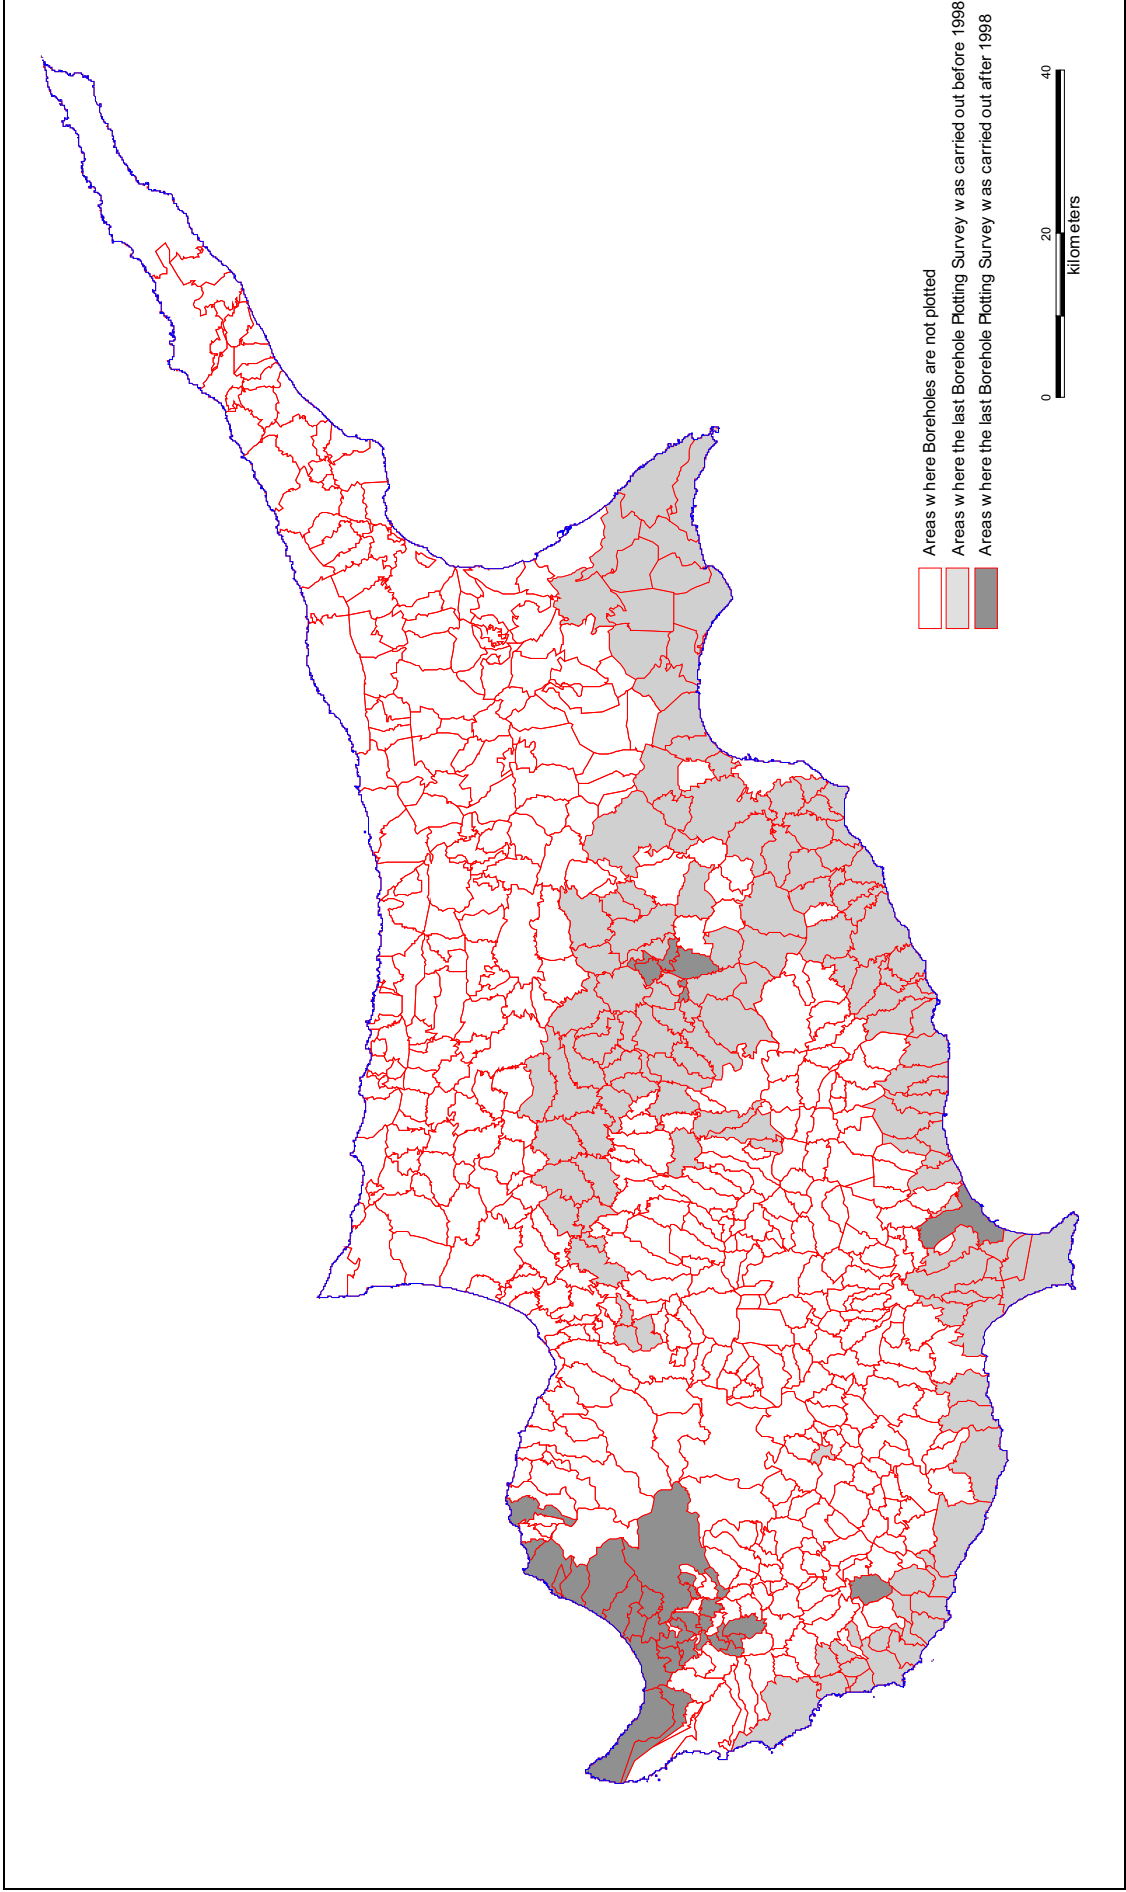 Areas where Boreholes are not plotted
Areas where the last Borehole Plotting Survey was carried out before 1998
Areas where the last Borehole Plotting Survey was carried out after 1998
0 20 40
kilometers